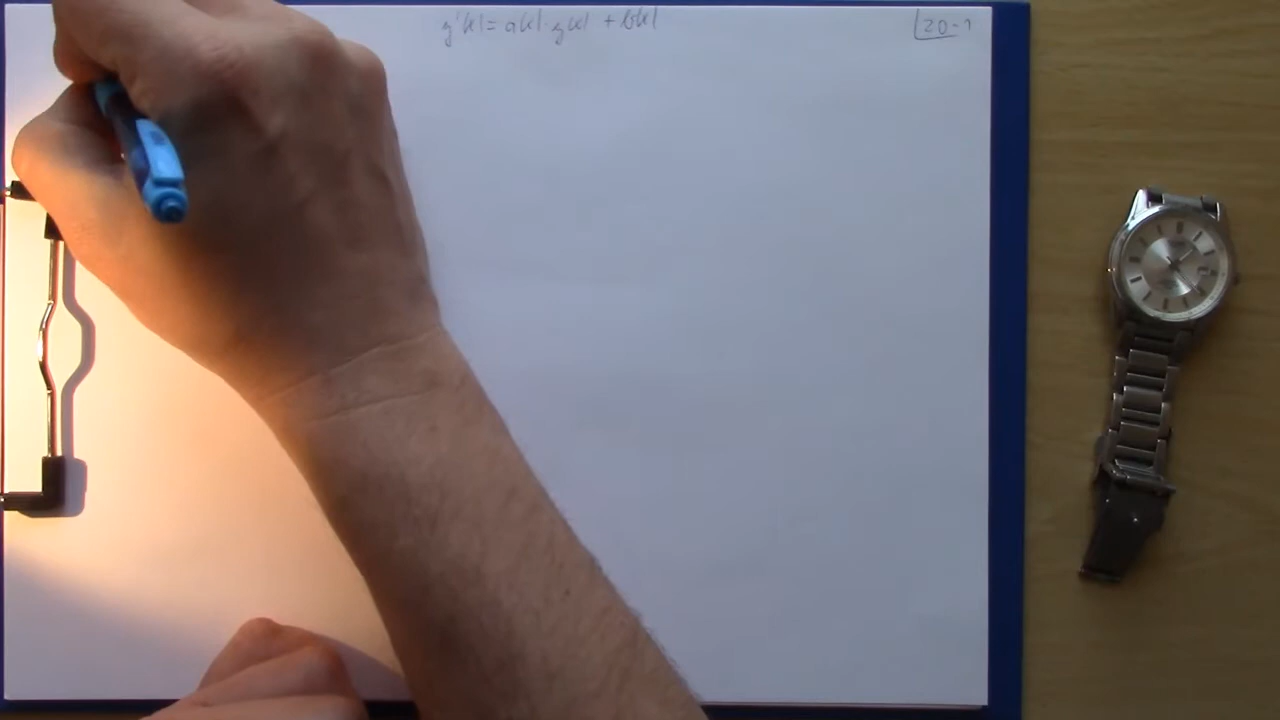 y'(x) = a(x)·y(x) + b(x)
20-1